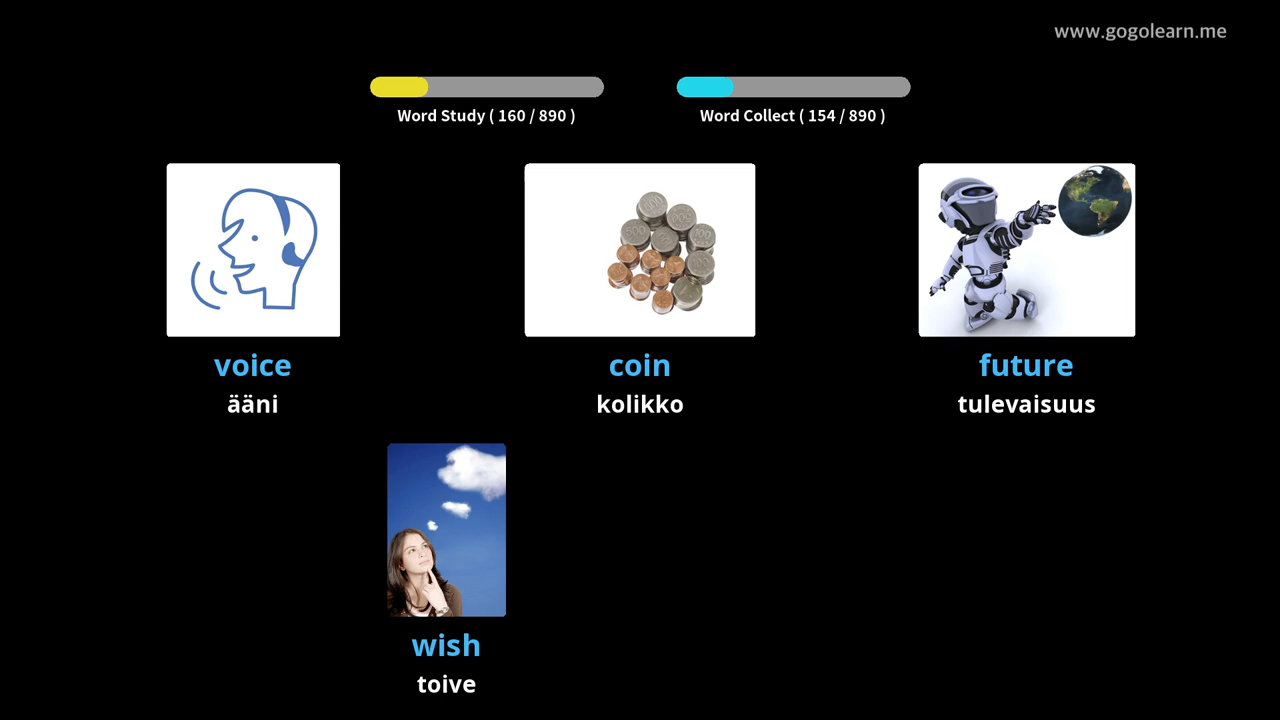 www.gogolearn.me
Word Study ( 160 / 890 )
Word Collect ( 154 / 890 )
voice
ääni
coin
kolikko
future
tulevaisuus
wish
toive